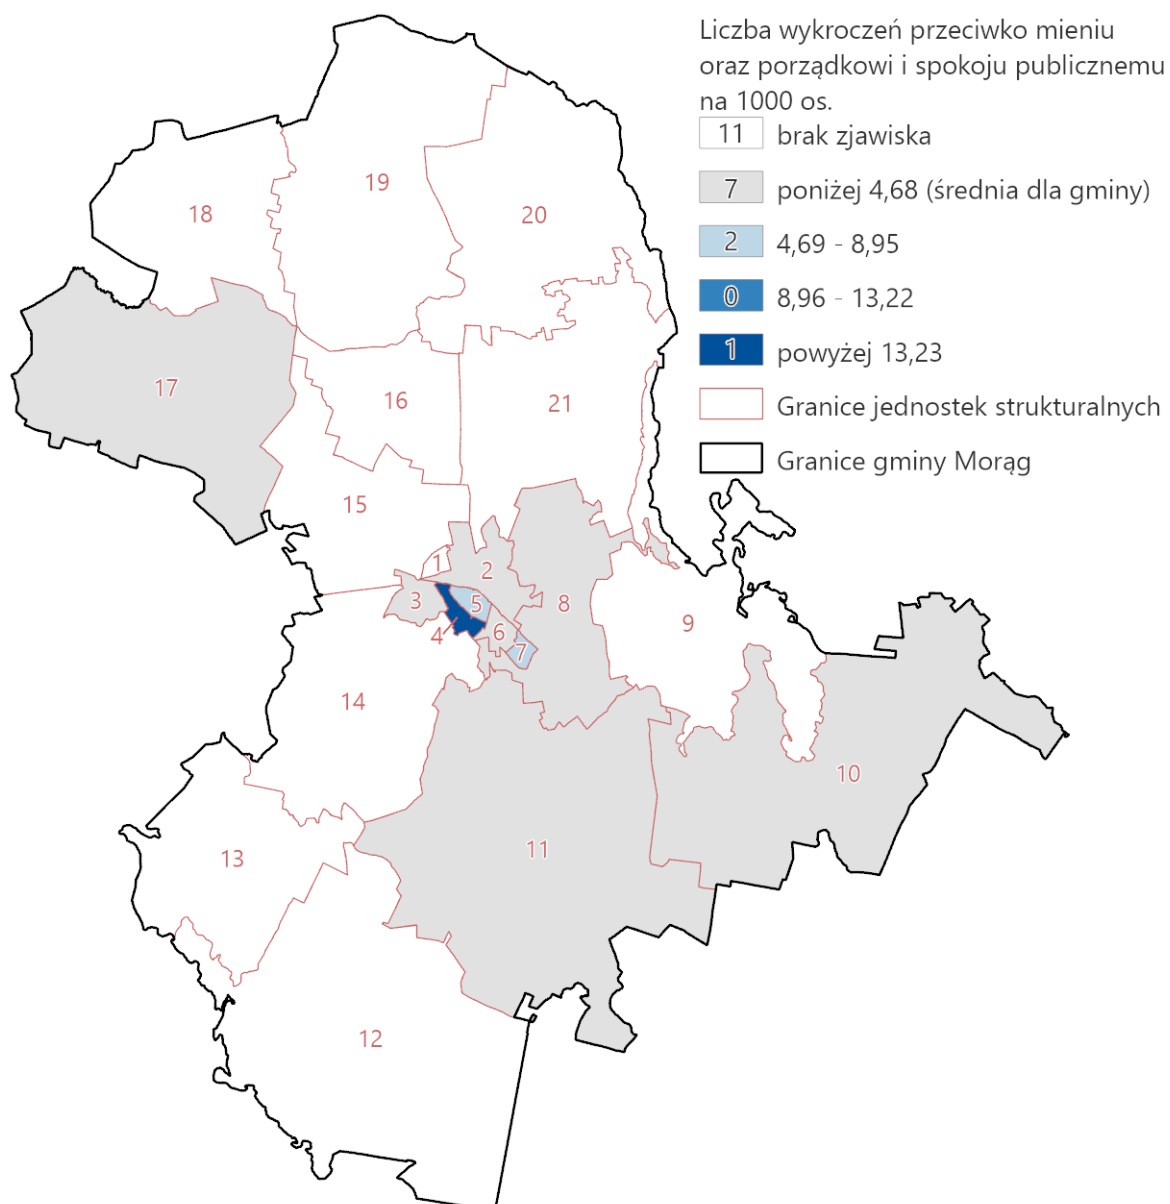 Liczba wykroczeń przeciwko mieniu
oraz porządkowi i spokoju publicznemu
na 1000 os.
11 brak zjawiska
7 poniżej 4,68 (średnia dla gminy)
2 4,69 - 8,95
0 8,96 - 13,22
1 powyżej 13,23
Granice jednostek strukturalnych
Granice gminy Morąg
19
18
20
17
16
21
15
1
2
3
5
8
4
6
9
7
14
10
11
13
12